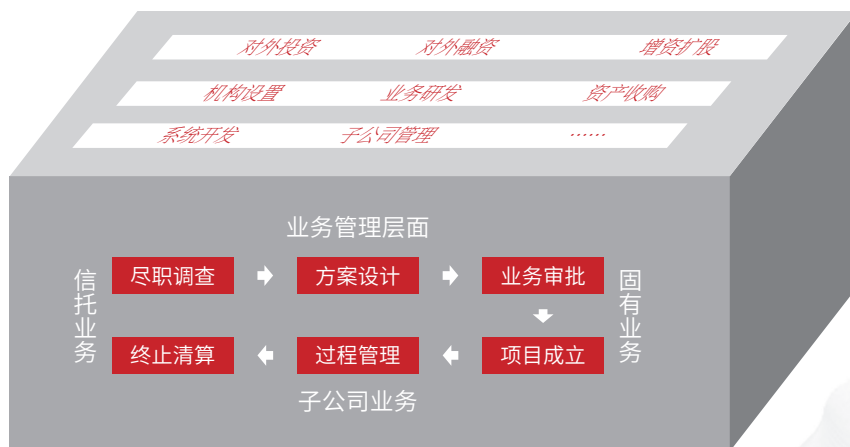 对外投资 对外融资 增资扩股
机构设置 业务研发 资产收购
系统开发 子公司管理 ……
业务管理层面
信托业务
尽职调查 方案设计 业务审批
固有业务
终止清算 过程管理 项目成立
子公司业务